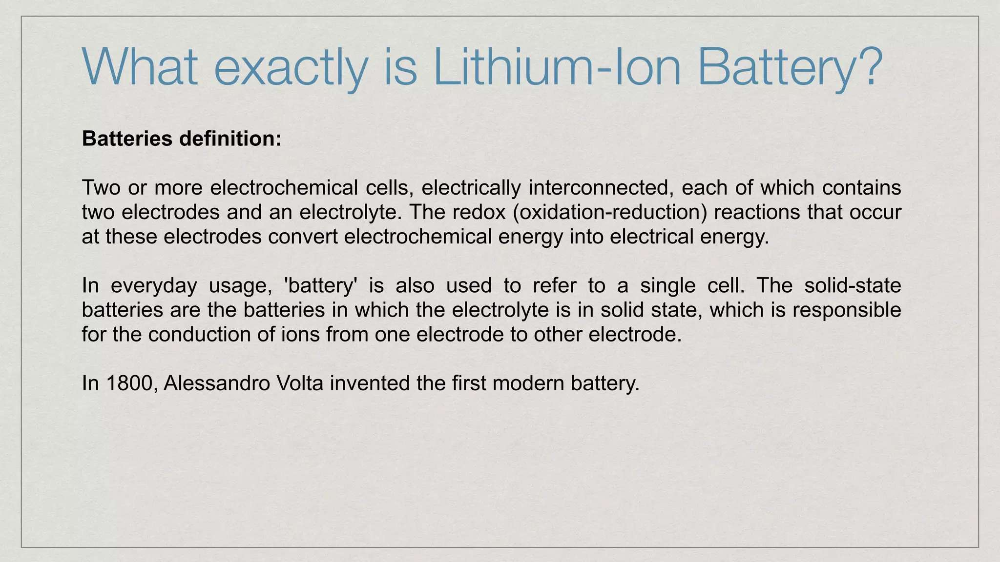 What exactly is Lithium-Ion Battery?
Batteries definition:
Two or more electrochemical cells, electrically interconnected, each of which contains
two electrodes and an electrolyte. The redox (oxidation-reduction) reactions that occur
at these electrodes convert electrochemical energy into electrical energy.
In everyday usage, 'battery' is also used to refer to a single cell. The solid-state
batteries are the batteries in which the electrolyte is in solid state, which is responsible
for the conduction of ions from one electrode to other electrode.
In 1800, Alessandro Volta invented the first modern battery.